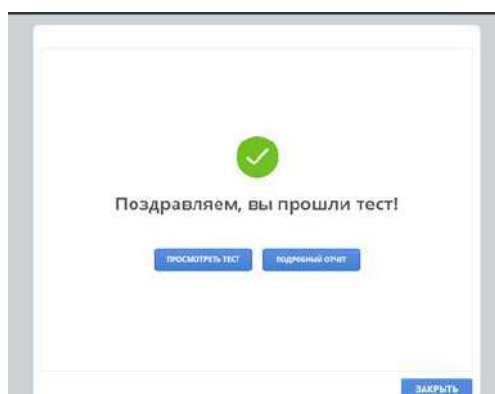 Поздравляем, вы прошли тест!
ПРОСМОТРЕТЬ ТЕСТ ПОДРОБНЫЙ ОТЧЕТ
ЗАКРЫТЬ